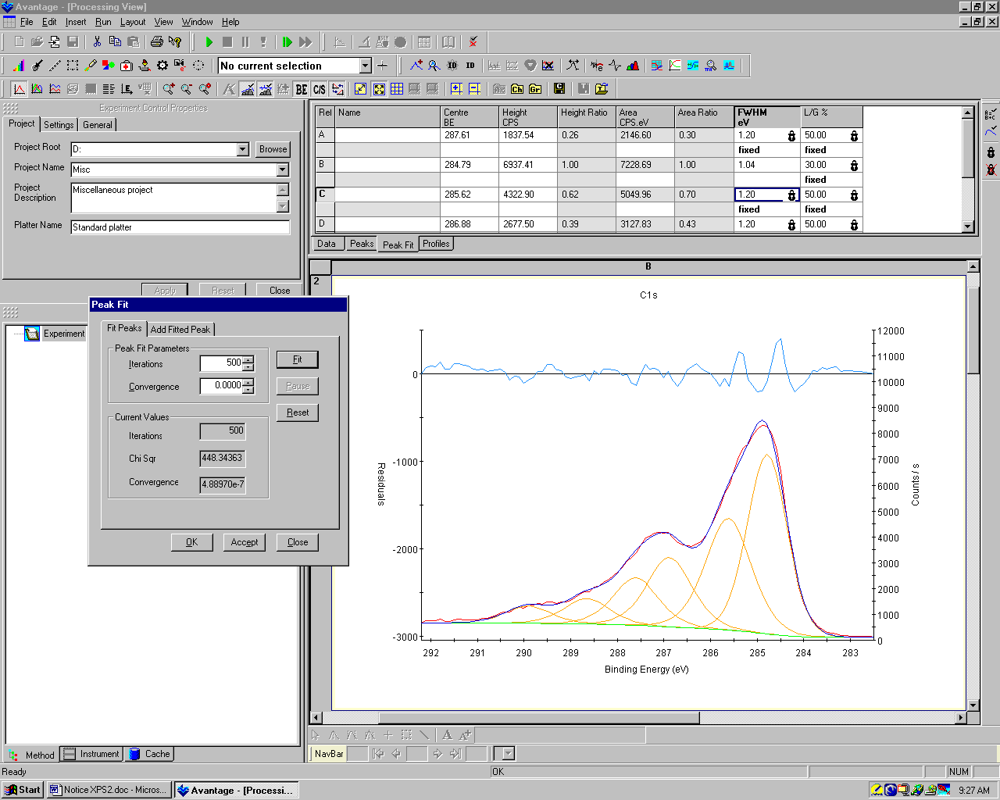 Avantage - [Processing View]
File Edit Insert Run Layout View Window Help
No current selection
BE C/S
Ch Gr
Experiment Control Properties
Project Settings General
Project Root D: Browse
Project Name Misc
Project Description Miscellaneous project
Platter Name Standard platter
Apply Reset Close
Rel Name Centre BE Height CPS Height Ratio Area CPS.eV Area Ratio FWHM eV L/G %
A 287.61 1837.54 0.26 2146.60 0.30 1.20 50.00
fixed fixed
B 284.79 6937.41 1.00 7228.69 1.00 1.04 30.00
fixed
C 285.62 4322.90 0.62 5049.96 0.70 1.20 50.00
fixed fixed
D 286.88 2677.50 0.39 3127.83 0.43 1.20 50.00
Data Peaks Peak Fit Profiles
Experiment
Peak Fit
Fit Peaks Add Fitted Peak
Peak Fit Parameters
Iterations 500 Fit
Convergence 0.0000 Pause
Reset
Current Values
Iterations 500
Chi Sqr 448.34363
Convergence 4.88970e-7
OK Accept Close
B
2
C1s
0
-1000
-2000
-3000
Residuals
12000
11000
10000
9000
8000
7000
6000
5000
4000
3000
2000
1000
0
Counts / s
292 291 290 289 288 287 286 285 284 283
Binding Energy (eV)
Method Instrument Cache
NavBar
Ready OK NUM
Start Notice XPS2.doc - Micros... Avantage - [Processi... 9:27 AM